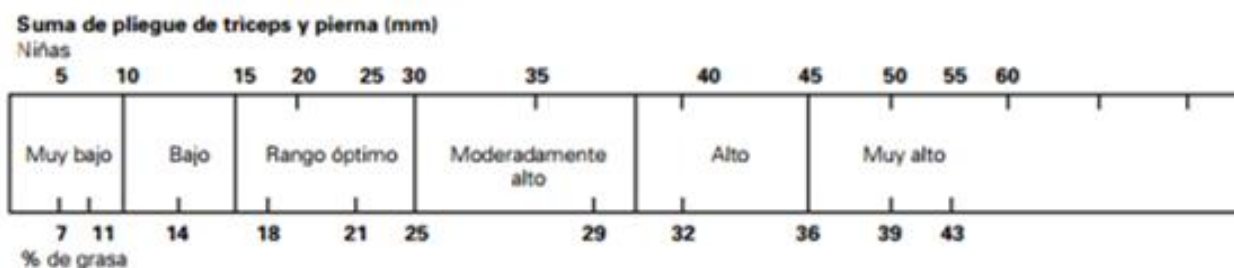 Suma de pliegue de triceps y pierna (mm)
Niñas
5 10 15 20 25 30 35 40 45 50 55 60
Muy bajo Bajo Rango óptimo Moderadamente alto Alto Muy alto
7 11 14 18 21 25 29 32 36 39 43
% de grasa